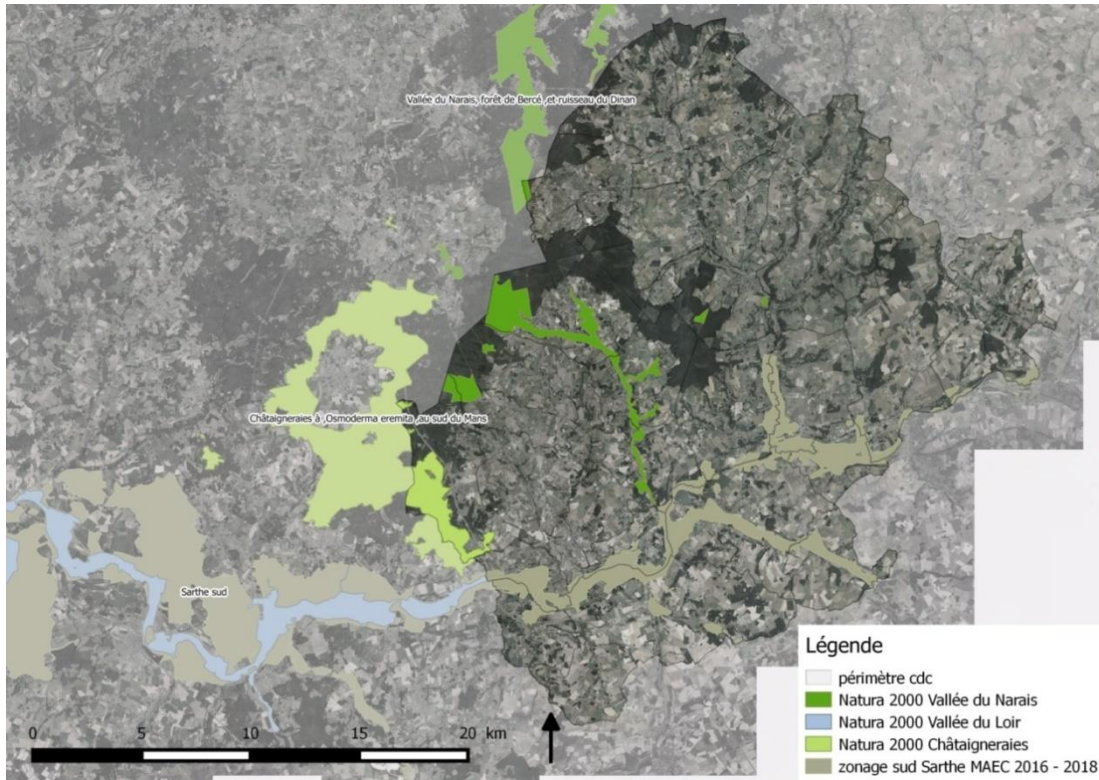 Vallée du Narais, forêt de Bercé ,et ruisseau du Dinan
Châtaigneraies à ,Osmoderma eremita ,au sud du Mans
Sarthe sud
Légende
périmètre cdc
Natura 2000 Vallée du Narais
Natura 2000 Vallée du Loir
Natura 2000 Châtaigneraies
zonage sud Sarthe MAEC 2016 - 2018
0 5 10 15 20 km